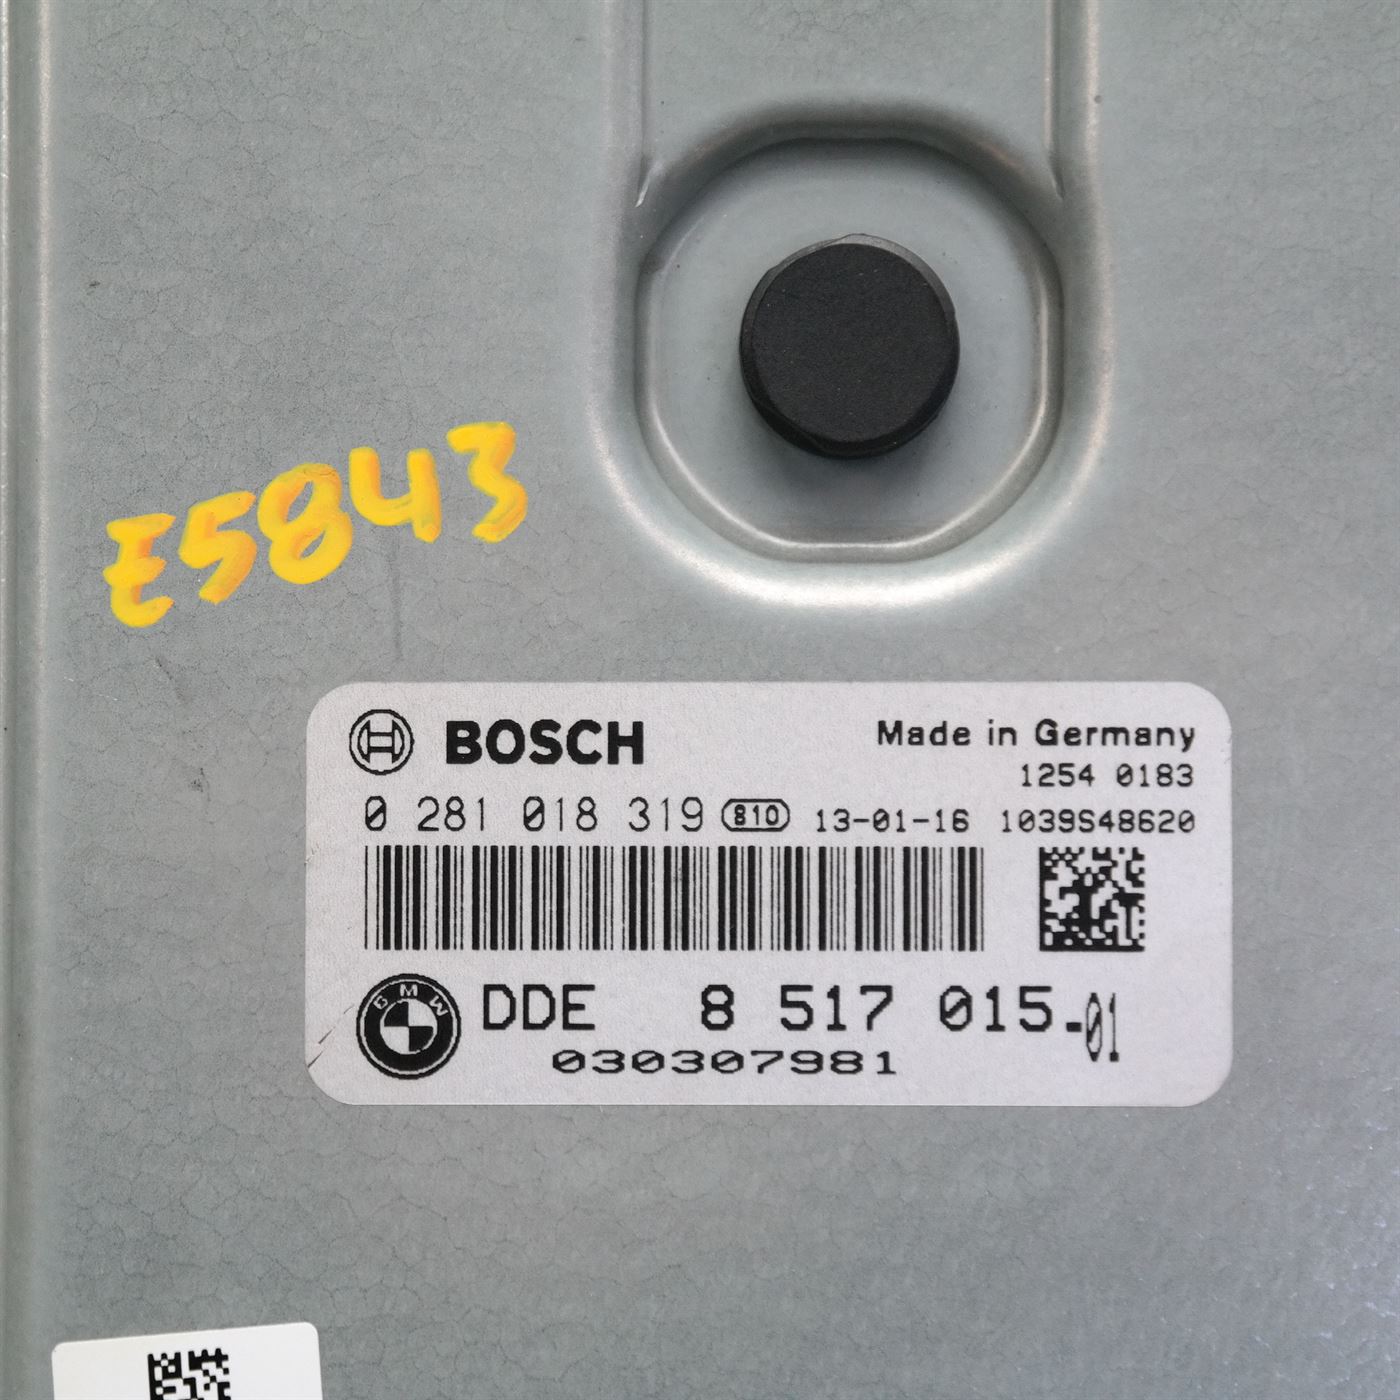 E5843
BOSCH
Made in Germany
1254 0183
0 281 018 319 810 13-01-16 1039S48620
BMW DDE 8 517 015-01
030307981